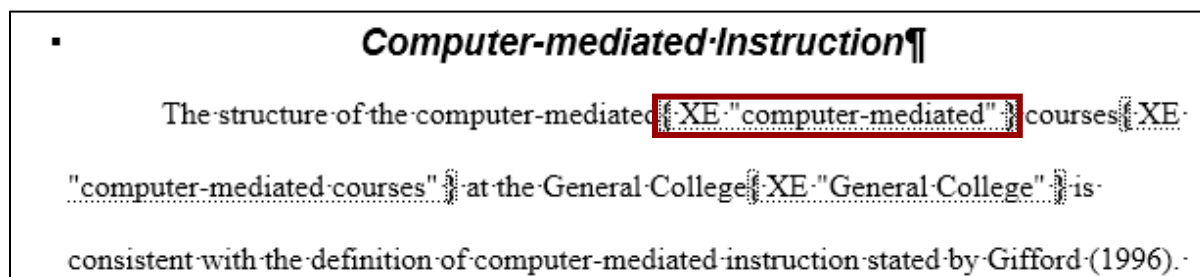 ▪ Computer-mediated·Instruction¶
The·structure·of·the·computer-mediated{·XE·"computer-mediated"·}·courses{·XE·
"computer-mediated·courses"·}·at·the·General·College{·XE·"General·College"·}·is·
consistent·with·the·definition·of·computer-mediated·instruction·stated·by·Gifford·(1996).·